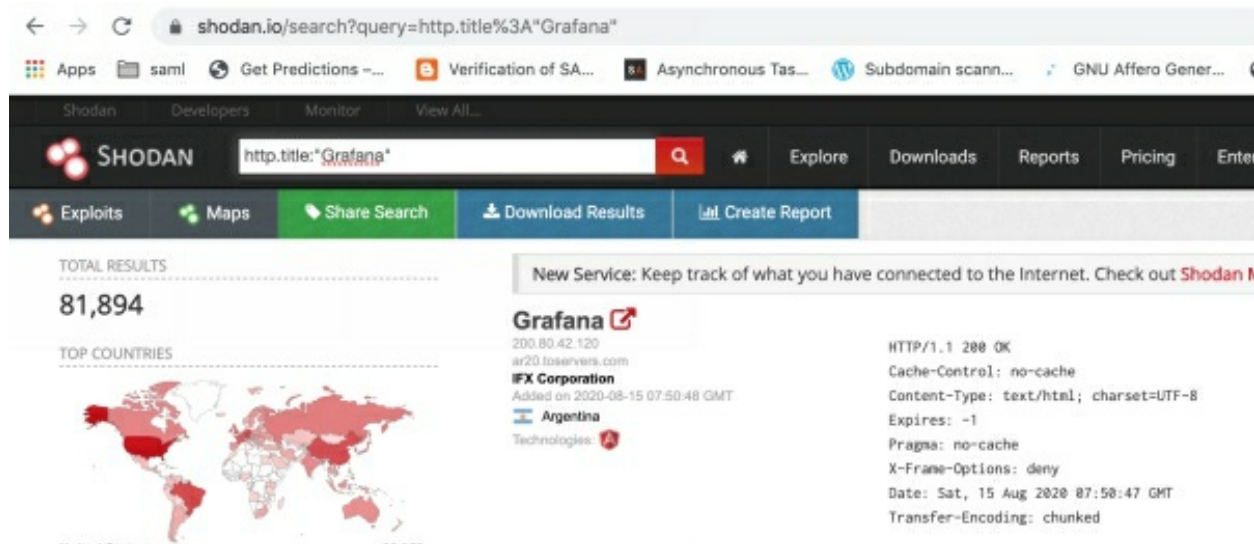 shodan.io/search?query=http.title%3A"Grafana"
Apps saml Get Predictions –... Verification of SA... SA Asynchronous Tas... Subdomain scann... GNU Affero Gener...
Shodan Developers Monitor View All...
SHODAN http.title:"Grafana" Explore Downloads Reports Pricing Enter
Exploits Maps Share Search Download Results Create Report
TOTAL RESULTS
81,894
TOP COUNTRIES
New Service: Keep track of what you have connected to the Internet. Check out Shodan M
Grafana
200.80.42.120
ar20.toservers.com
IFX Corporation
Added on 2020-08-15 07:50:48 GMT
Argentina
Technologies:
HTTP/1.1 200 OK
Cache-Control: no-cache
Content-Type: text/html; charset=UTF-8
Expires: -1
Pragma: no-cache
X-Frame-Options: deny
Date: Sat, 15 Aug 2020 07:50:47 GMT
Transfer-Encoding: chunked